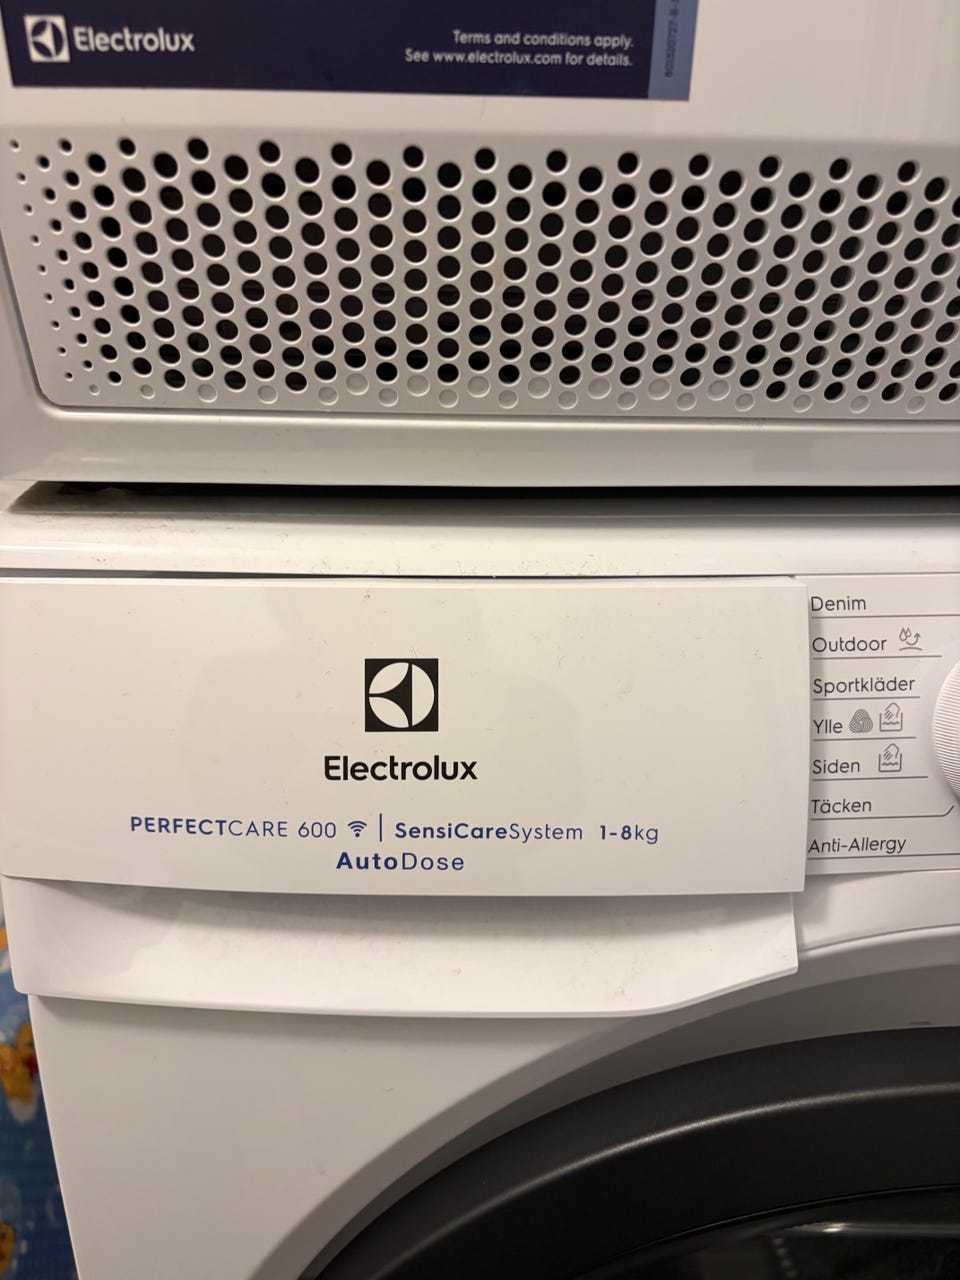 Electrolux
Terms and conditions apply.
See www.electrolux.com for details.
Electrolux
PERFECTCARE 600
SensiCareSystem 1-8kg
AutoDose
Denim
Outdoor
Sportkläder
Ylle
Siden
Täcken
Anti-Allergy